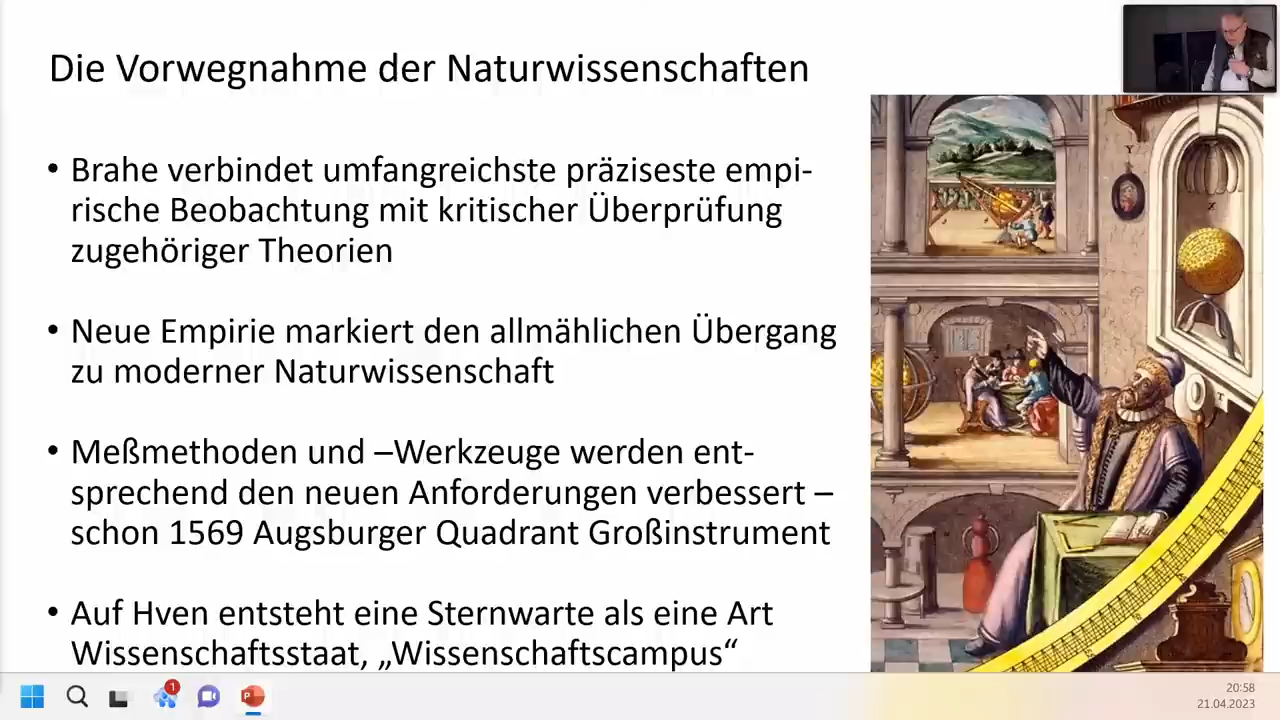 Die Vorwegnahme der Naturwissenschaften
• Brahe verbindet umfangreichste präziseste empi-
rische Beobachtung mit kritischer Überprüfung
zugehöriger Theorien
• Neue Empirie markiert den allmählichen Übergang
zu moderner Naturwissenschaft
• Meßmethoden und –Werkzeuge werden ent-
sprechend den neuen Anforderungen verbessert –
schon 1569 Augsburger Quadrant Großinstrument
• Auf Hven entsteht eine Sternwarte als eine Art
Wissenschaftsstaat, „Wissenschaftscampus“
Y
X
1
20:58
21.04.2023